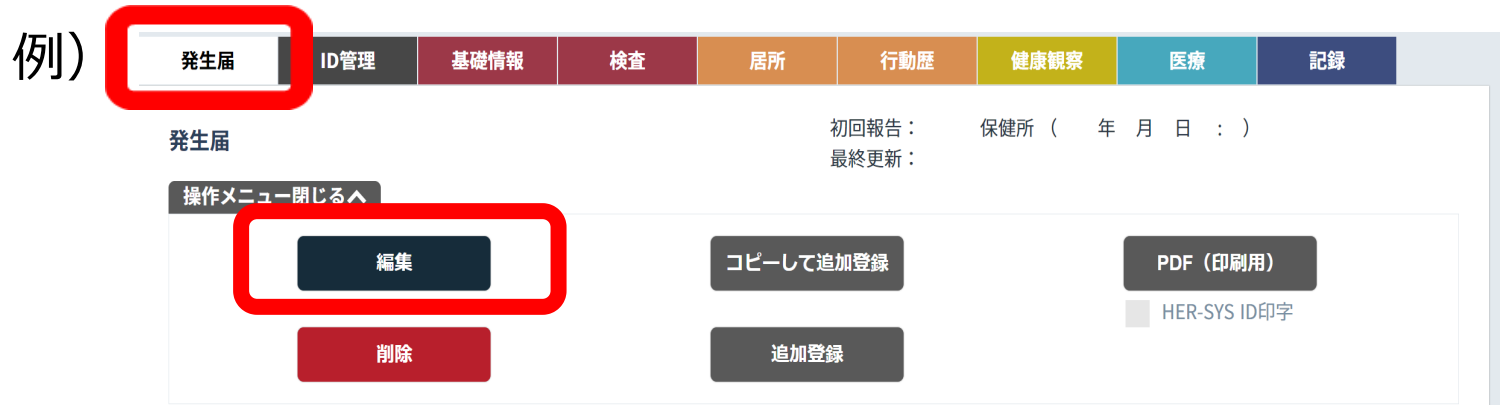 例）
発生届 ID管理 基礎情報 検査 居所 行動歴 健康観察 医療 記録
発生届
初回報告： 保健所 （ 年 月 日 : ）
最終更新：
操作メニュー閉じる
編集 コピーして追加登録 PDF（印刷用）
HER-SYS ID印字
削除 追加登録